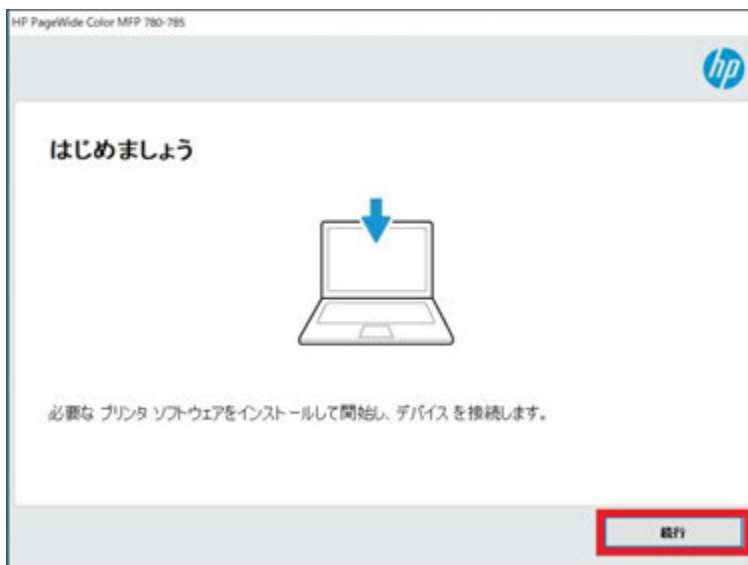 HP PageWide Color MFP 780-785
hp
はじめましょう
必要な プリンタ ソフトウェアをインストールして開始し、デバイス を接続します。
続行